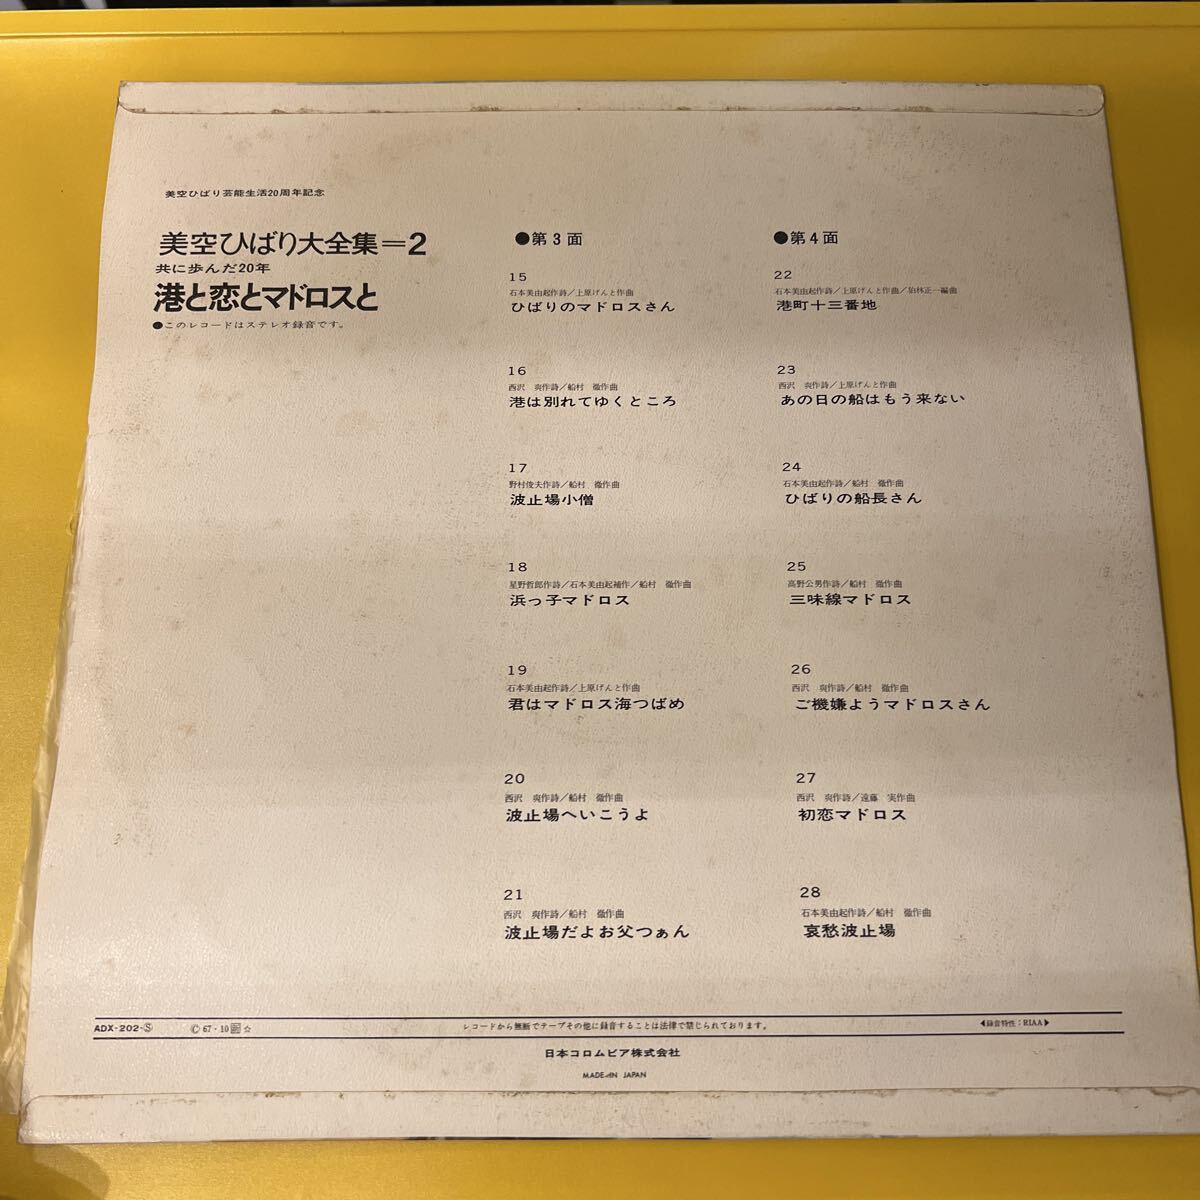 美空ひばり芸能生活20周年記念
美空ひばり大全集=2
共に歩んだ20年
港と恋とマドロスと
●このレコードはステレオ録音です。
●第3面
15
石本美由起作詩/上原げんと作曲
ひばりのマドロスさん
16
西沢 爽作詩/船村 徹作曲
港は別れてゆくところ
17
野村俊夫作詩/船村 徹作曲
波止場小僧
18
星野哲郎作詩/石本美由起補作/船村 徹作曲
浜っ子マドロス
19
石本美由起作詩/上原げんと作曲
君はマドロス海つばめ
20
西沢 爽作詩/船村 徹作曲
波止場へいこうよ
21
西沢 爽作詩/船村 徹作曲
波止場だよお父つぁん
●第4面
22
石本美由起作詩/上原げんと作曲/狛林正一編曲
港町十三番地
23
西沢 爽作詩/上原げんと作曲
あの日の船はもう来ない
24
石本美由起作詩/船村 徹作曲
ひばりの船長さん
25
高野公男作詩/船村 徹作曲
三味線マドロス
26
西沢 爽作詩/船村 徹作曲
ご機嫌ようマドロスさん
27
西沢 爽作詩/遠藤 実作曲
初恋マドロス
28
石本美由起作詩/船村 徹作曲
哀愁波止場
ADX-202-Ⓢ ©67・10 ☆ レコードから無断でテープその他に録音することは法律で禁じられております。 ◀録音特性:RIAA▶
日本コロムビア株式会社
MADE IN JAPAN